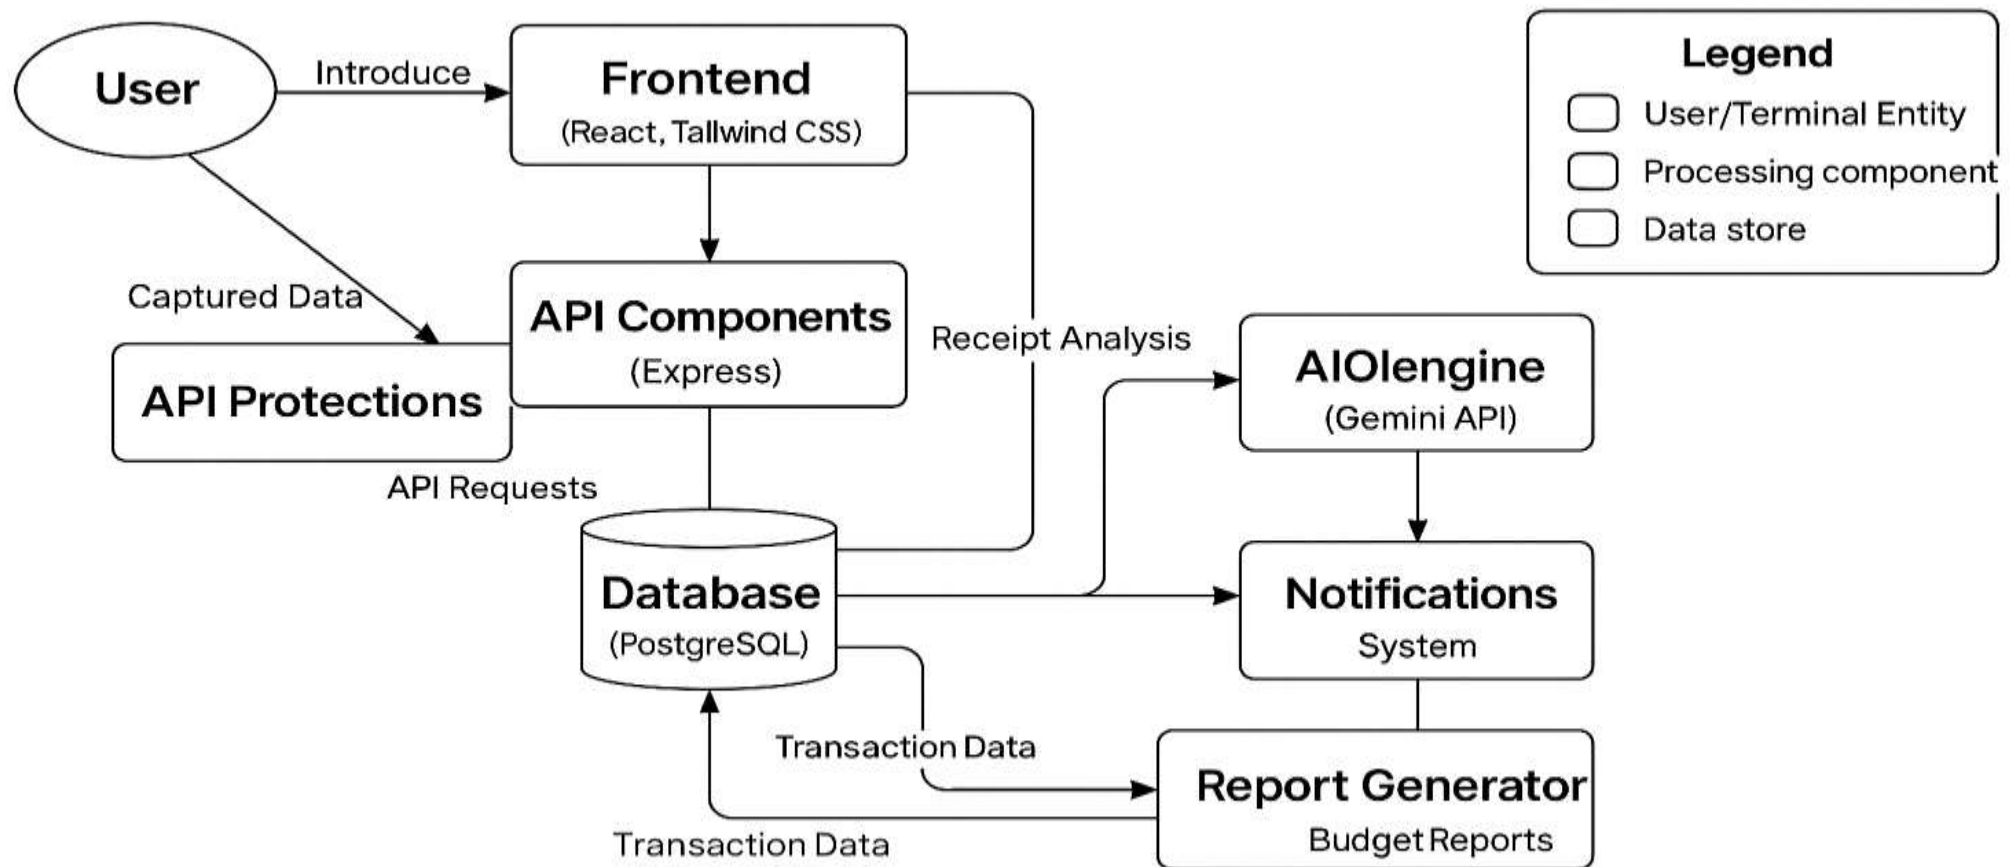 User
Introduce
Frontend
(React, Tallwind CSS)
Legend
User/Terminal Entity
Processing component
Data store
Captured Data
API Components
(Express)
API Protections
API Requests
Receipt Analysis
AIOlengine
(Gemini API)
Database
(PostgreSQL)
Notifications
System
Transaction Data
Report Generator
Budget Reports
Transaction Data